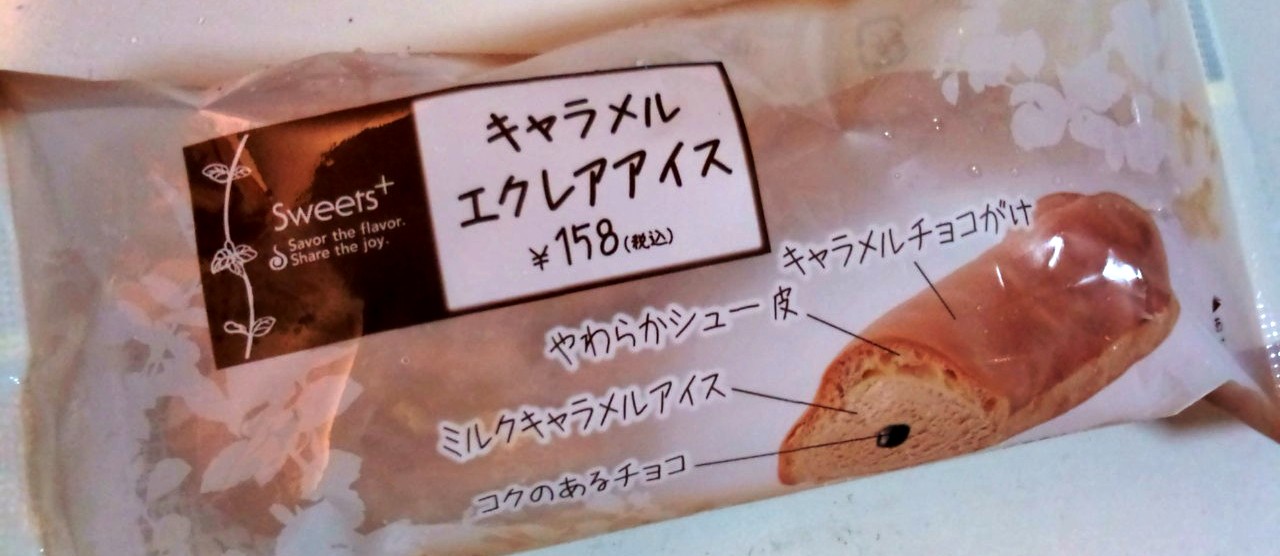 Sweets+
Savor the flavor.
Share the joy.
キャラメル
エクレアアイス
¥158(税込)
キャラメルチョコがけ
やわらかシュー皮
ミルクキャラメルアイス
コクのあるチョコ